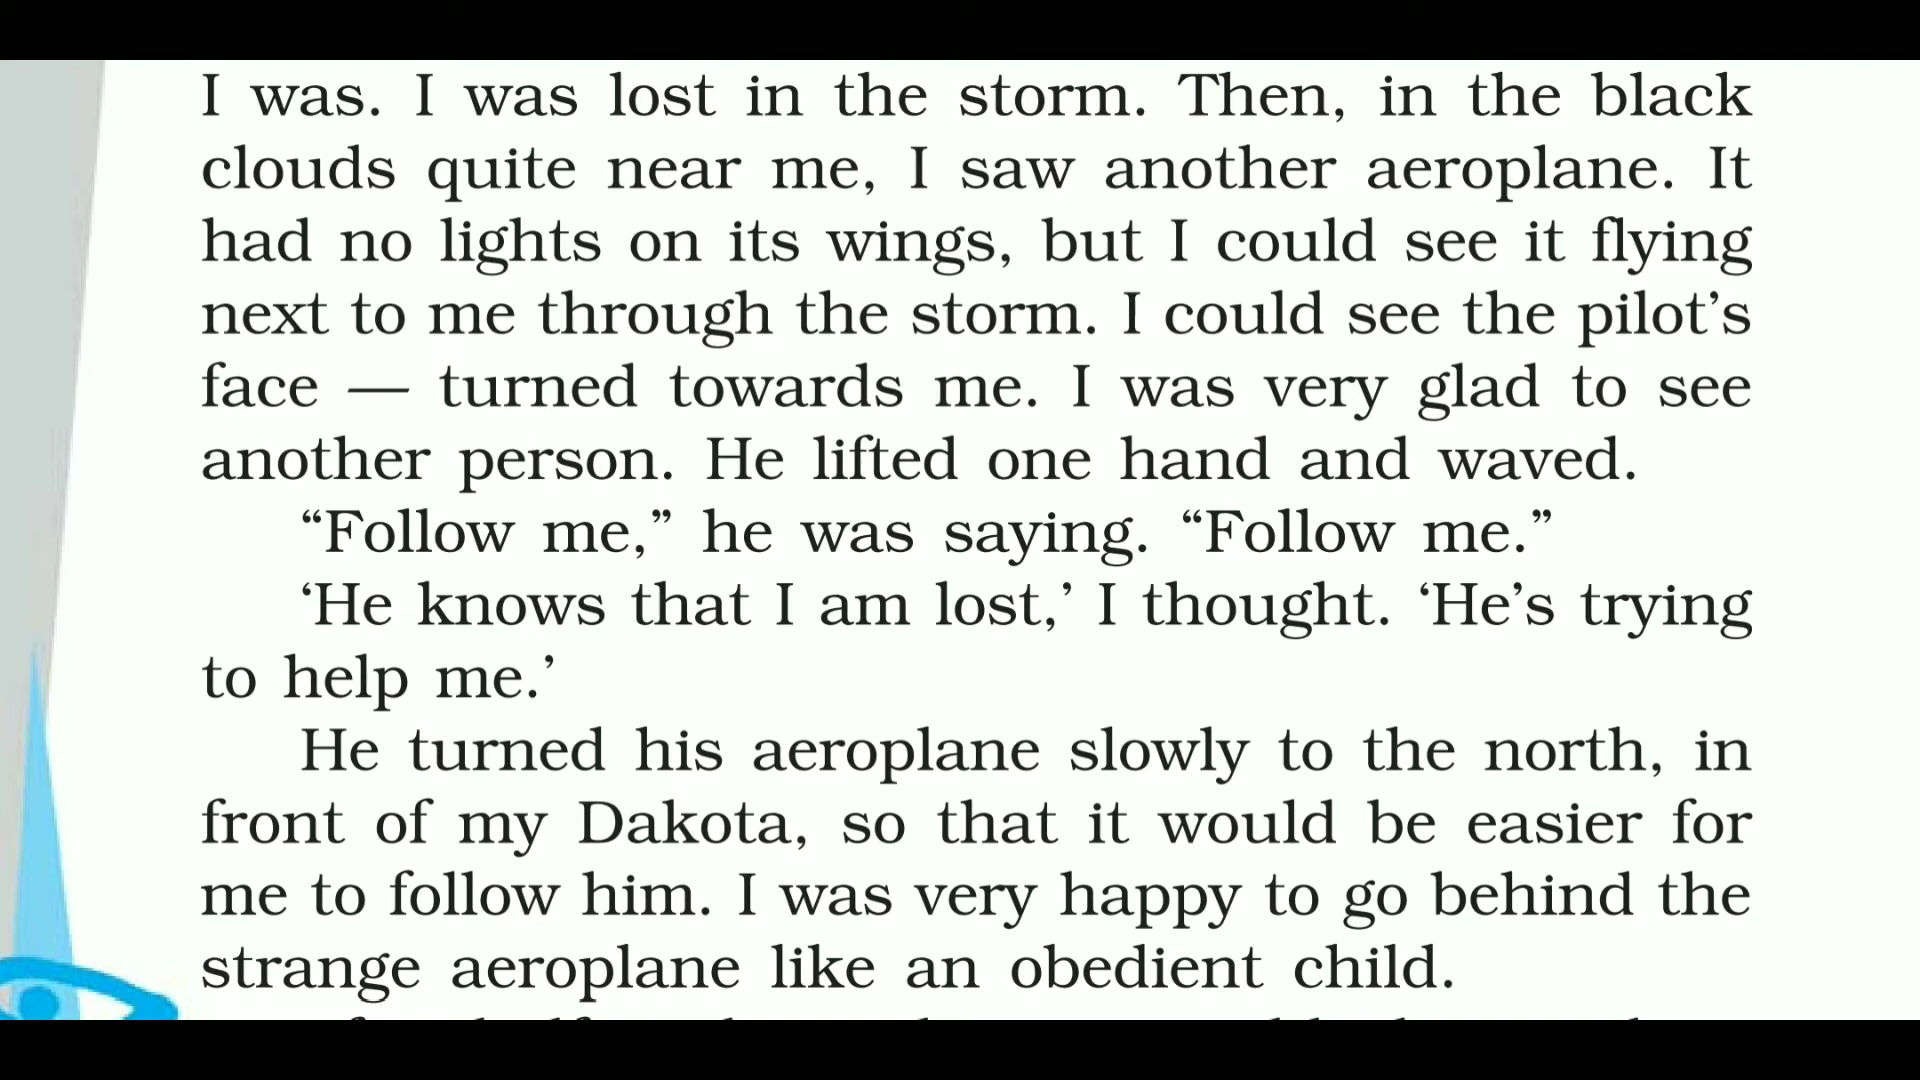 I was. I was lost in the storm. Then, in the black
clouds quite near me, I saw another aeroplane. It
had no lights on its wings, but I could see it flying
next to me through the storm. I could see the pilot’s
face — turned towards me. I was very glad to see
another person. He lifted one hand and waved.
“Follow me,” he was saying. “Follow me.”
‘He knows that I am lost,’ I thought. ‘He’s trying
to help me.’
He turned his aeroplane slowly to the north, in
front of my Dakota, so that it would be easier for
me to follow him. I was very happy to go behind the
strange aeroplane like an obedient child.